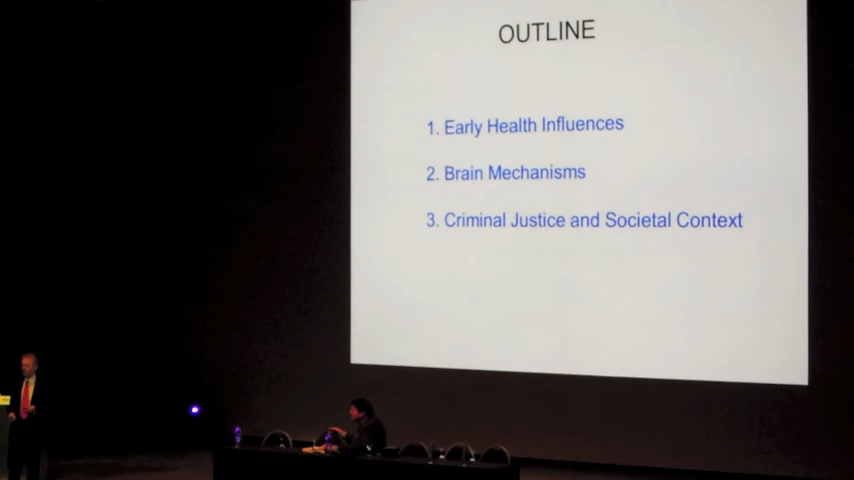 OUTLINE
1. Early Health Influences
2. Brain Mechanisms
3. Criminal Justice and Societal Context